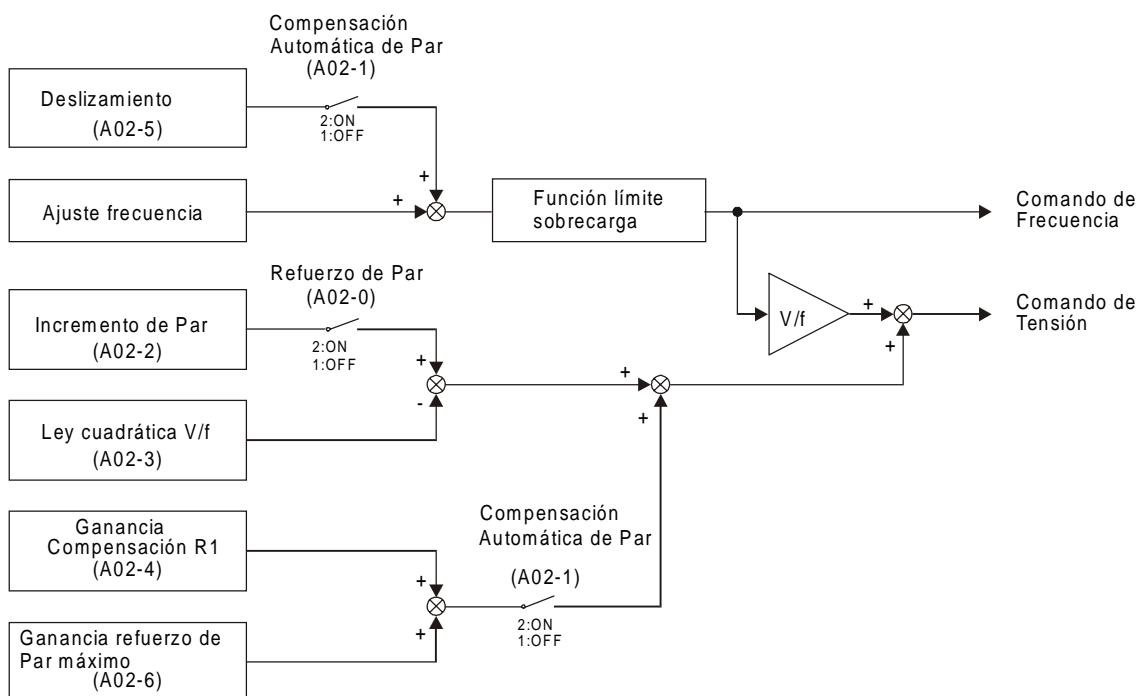 Compensación
Automática de Par
(A02-1)
Deslizamiento
(A02-5)
2:ON
1:OFF
+
+
Ajuste frecuencia
Función límite
sobrecarga
Comando de
Frecuencia
Refuerzo de Par
(A02-0)
Incremento de Par
(A02-2)
2:ON
1:OFF
V/f
+
+
Comando de
Tensión
+
-
+
+
Ley cuadrática V/f
(A02-3)
Ganancia
Compensación R1
(A02-4)
Compensación
Automática de Par
(A02-1)
+
+
2:ON
1:OFF
Ganancia refuerzo de
Par máximo
(A02-6)